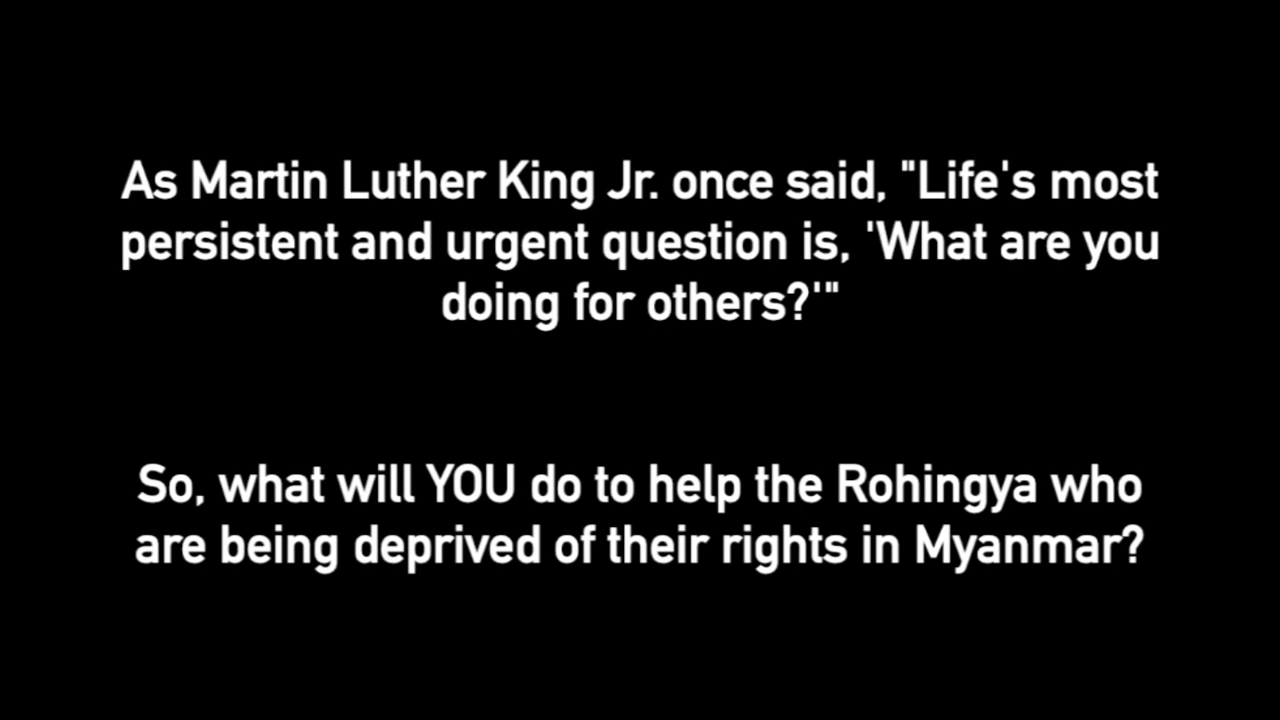 As Martin Luther King Jr. once said, "Life's most
persistent and urgent question is, 'What are you
doing for others?'"
So, what will YOU do to help the Rohingya who
are being deprived of their rights in Myanmar?